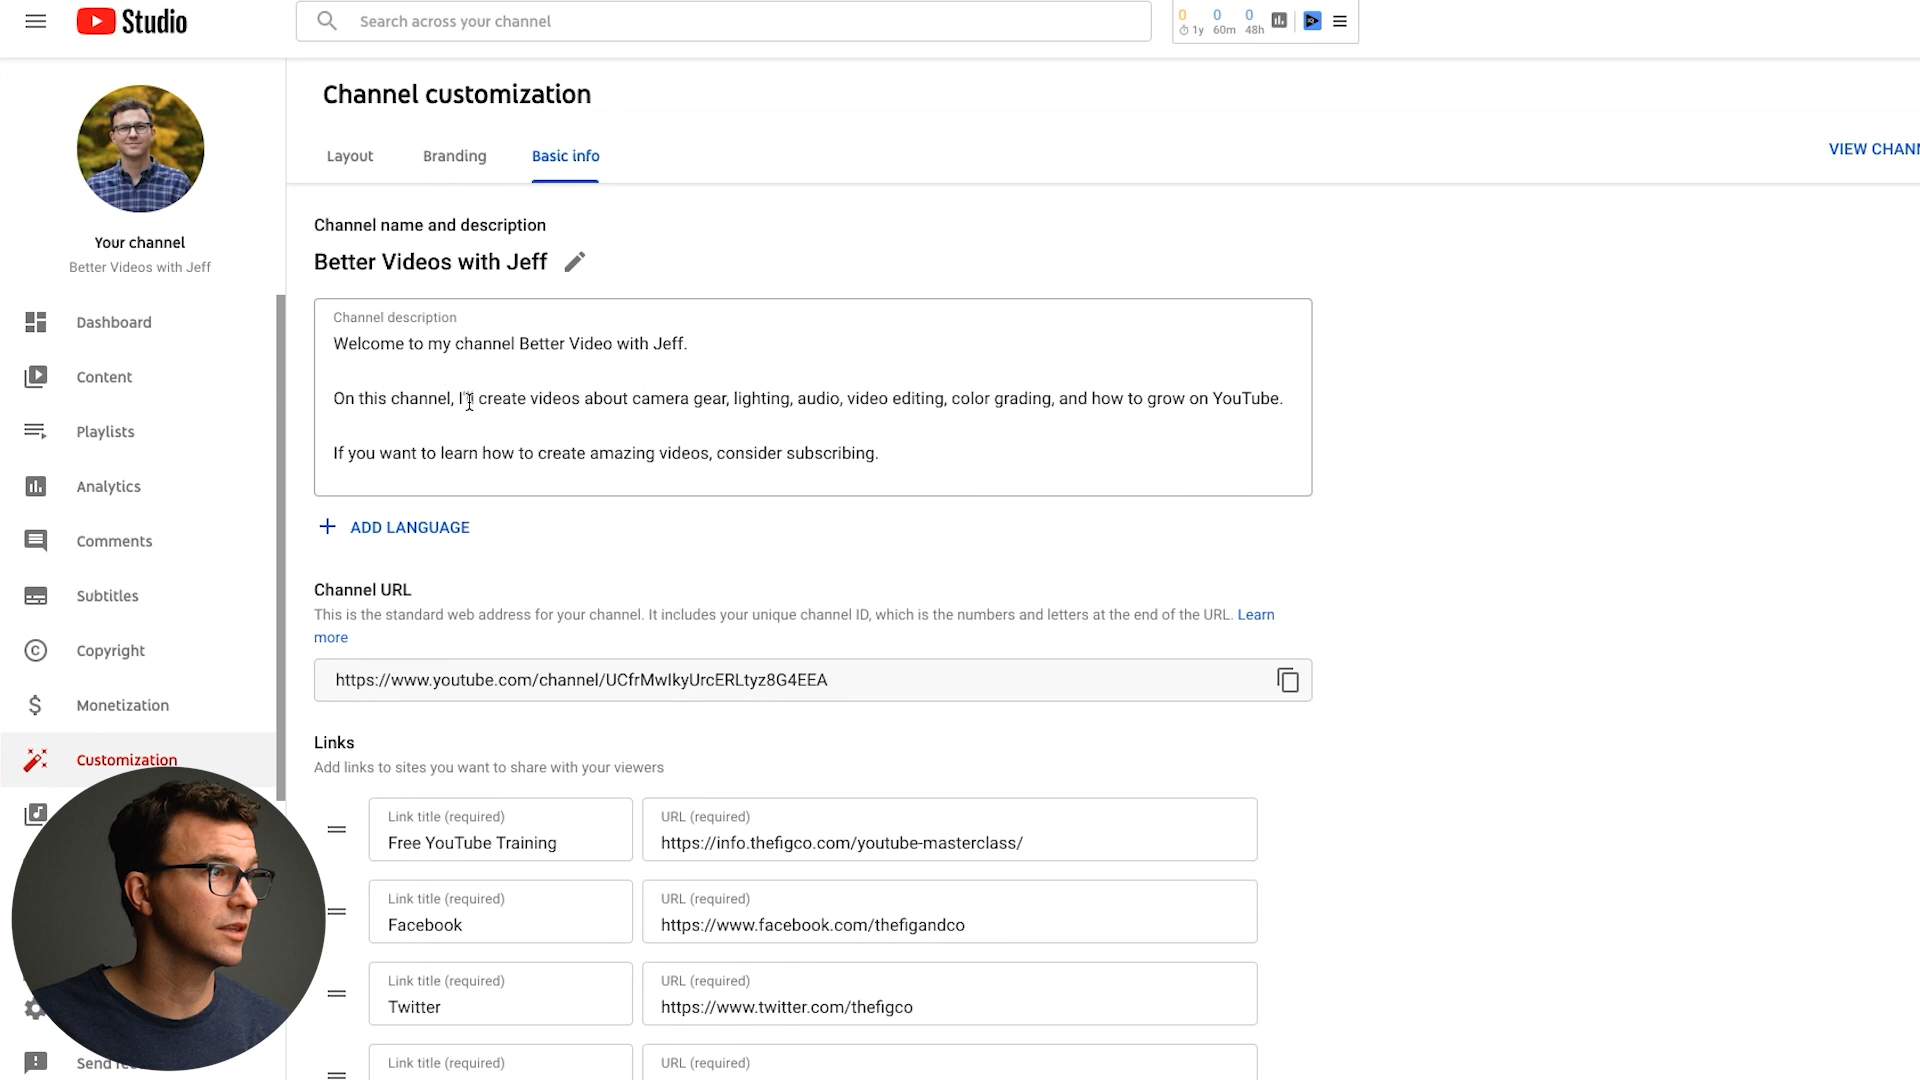 Studio
Search across your channel
0 0 0
1y 60m 48h
Channel customization
Layout Branding Basic info
VIEW CHANN
Your channel
Better Videos with Jeff
Dashboard
Content
Playlists
Analytics
Comments
Subtitles
Copyright
Monetization
Customization
Channel name and description
Better Videos with Jeff
Channel description
Welcome to my channel Better Video with Jeff.
On this channel, I'll create videos about camera gear, lighting, audio, video editing, color grading, and how to grow on YouTube.
If you want to learn how to create amazing videos, consider subscribing.
ADD LANGUAGE
Channel URL
This is the standard web address for your channel. It includes your unique channel ID, which is the numbers and letters at the end of the URL. Learn
more
https://www.youtube.com/channel/UCfrMwIkyUrcERLtyz8G4EEA
Links
Add links to sites you want to share with your viewers
Link title (required) URL (required)
Free YouTube Training https://info.thefigco.com/youtube-masterclass/
Link title (required) URL (required)
Facebook https://www.facebook.com/thefigandco
Link title (required) URL (required)
Twitter https://www.twitter.com/thefigco
Link title (required) URL (required)
Send